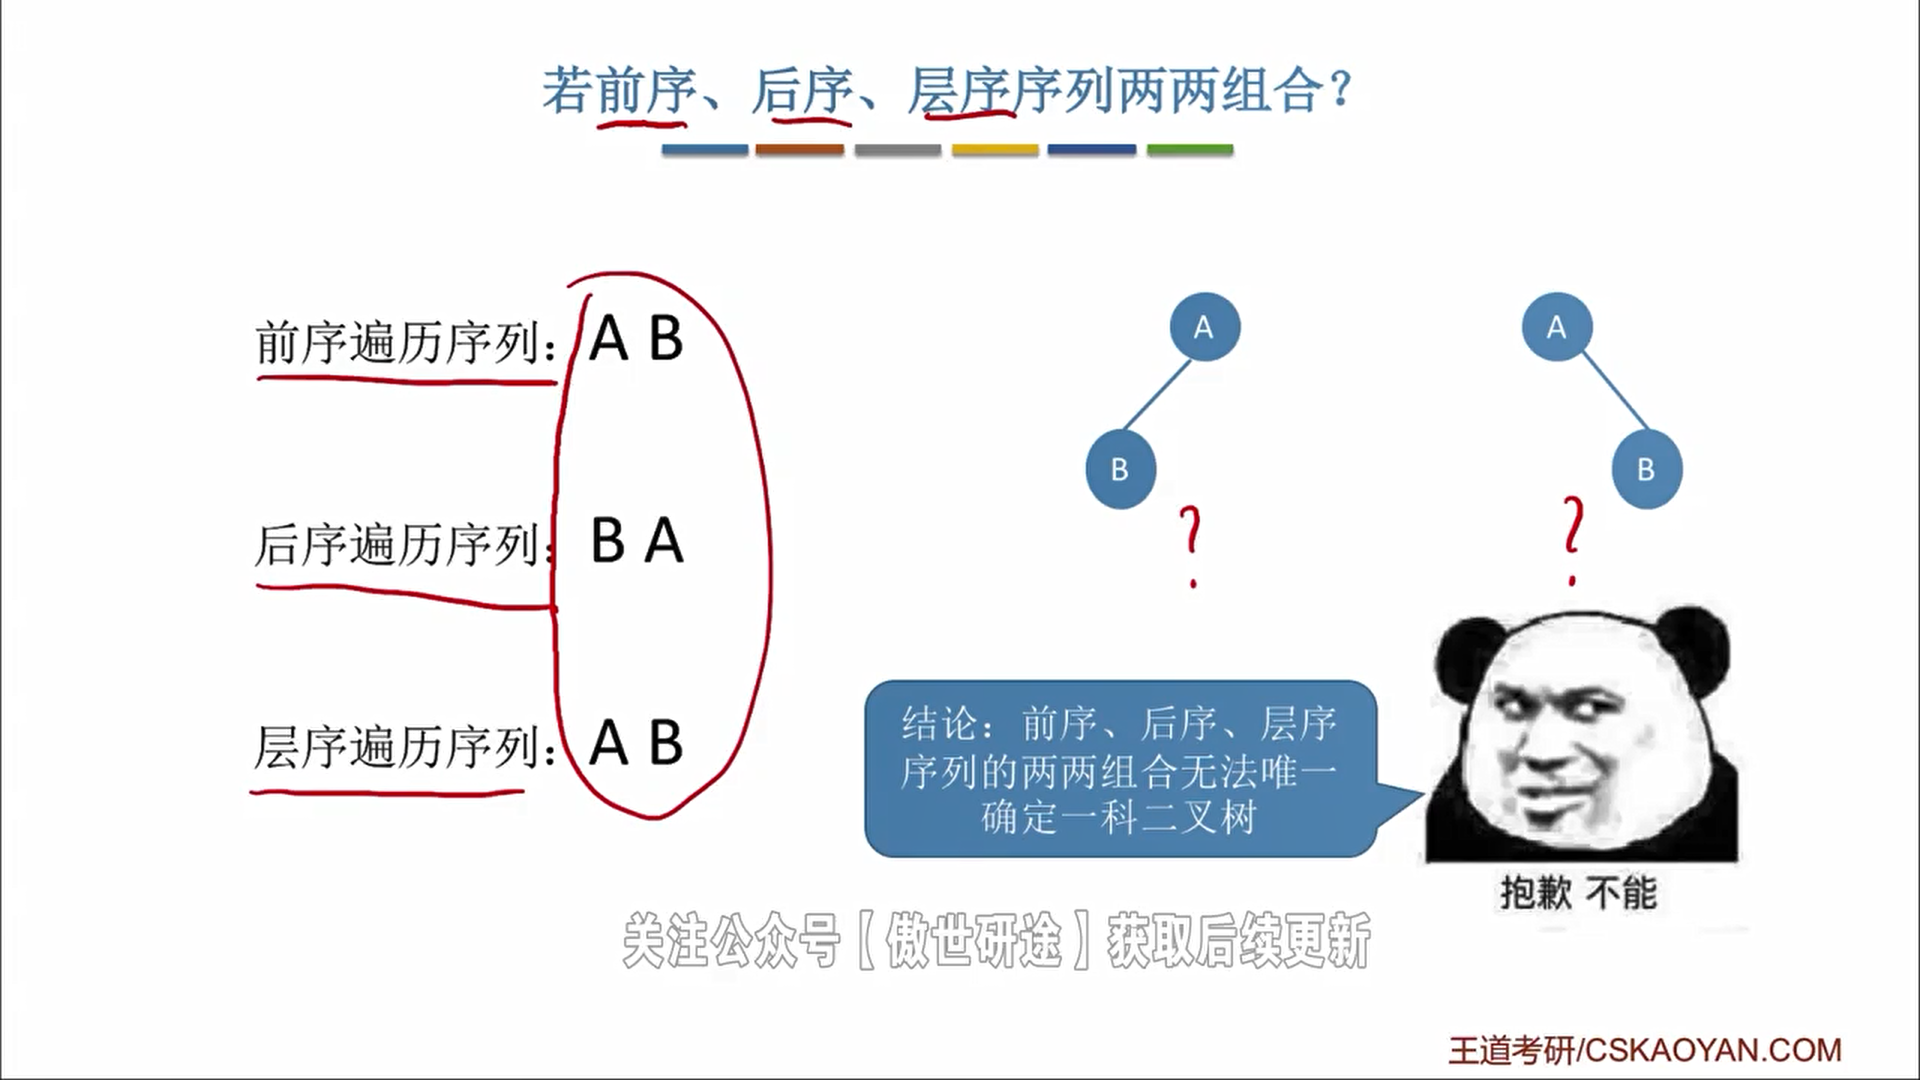 若前序、后序、层序序列两两组合？
前序遍历序列：A B
后序遍历序列：B A
层序遍历序列：A B
A
B
?
A
B
?
结论：前序、后序、层序
序列的两两组合无法唯一
确定一科二叉树
抱歉 不能
关注公众号【傲世研途】获取后续更新
王道考研/CSKAOYAN.COM